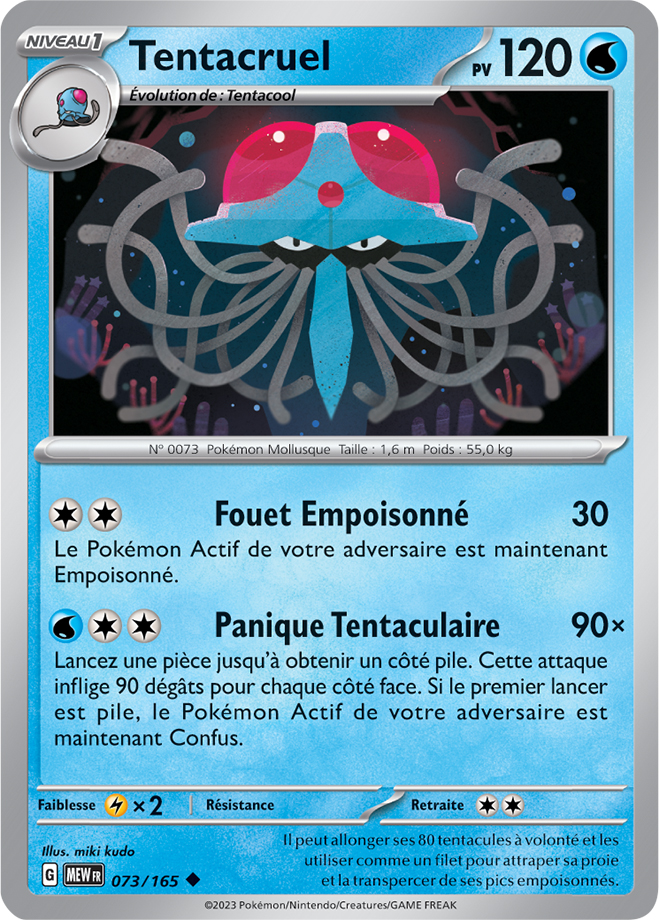 NIVEAU 1
Tentacruel
PV 120
Évolution de : Tentacool
N° 0073 Pokémon Mollusque Taille : 1,6 m Poids : 55,0 kg
Fouet Empoisonné 30
Le Pokémon Actif de votre adversaire est maintenant
Empoisonné.
Panique Tentaculaire 90×
Lancez une pièce jusqu'à obtenir un côté pile. Cette attaque
inflige 90 dégâts pour chaque côté face. Si le premier lancer
est pile, le Pokémon Actif de votre adversaire est
maintenant Confus.
Faiblesse ×2 Résistance Retraite
Illus. miki kudo
G MEW FR 073/165
Il peut allonger ses 80 tentacules à volonté et les
utiliser comme un filet pour attraper sa proie
et la transpercer de ses pics empoisonnés.
©2023 Pokémon/Nintendo/Creatures/GAME FREAK